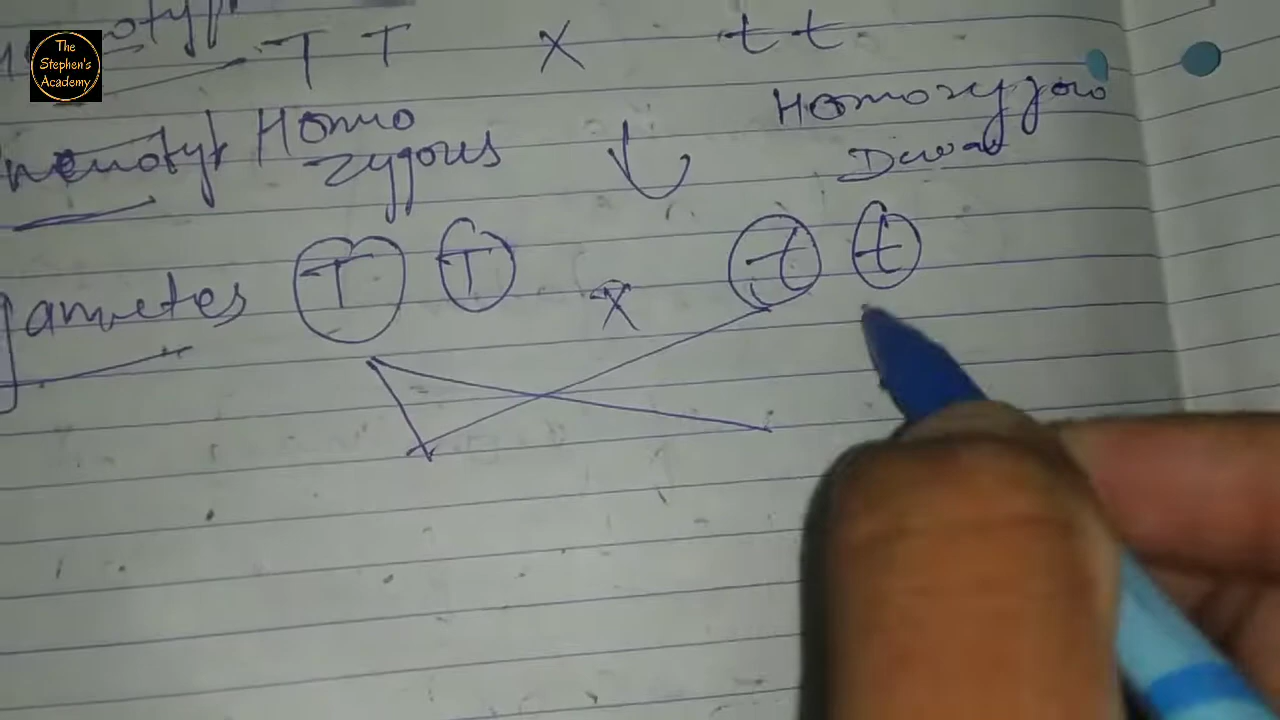 The
Stephen's
Academy
T T X t t
Homo
zygous
Homozygous
Dwarf
gametes T T X t t